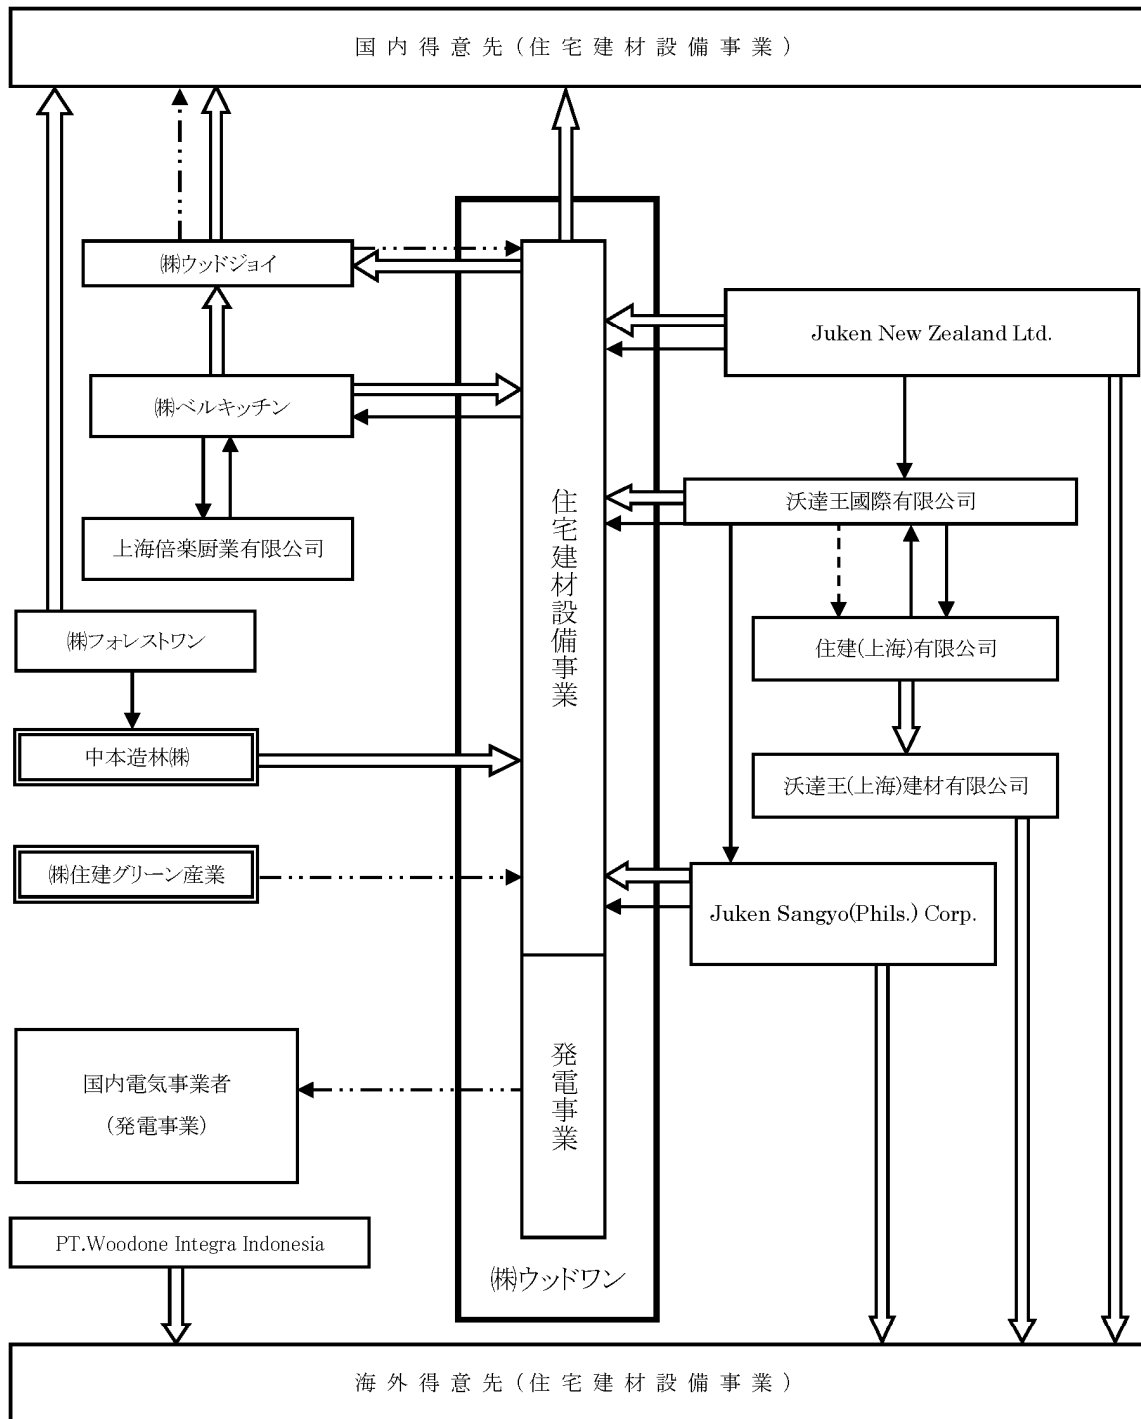 国内得意先(住宅建材設備事業)
㈱ウッドジョイ
Juken New Zealand Ltd.
㈱ベルキッチン
沃達王國際有限公司
上海倍楽厨業有限公司
住宅建材設備事業
㈱フォレストワン
住建(上海)有限公司
中本造林㈱
沃達王(上海)建材有限公司
㈱住建グリーン産業
Juken Sangyo(Phils.) Corp.
発電事業
国内電気事業者
(発電事業)
PT.Woodone Integra Indonesia
㈱ウッドワン
海外得意先(住宅建材設備事業)